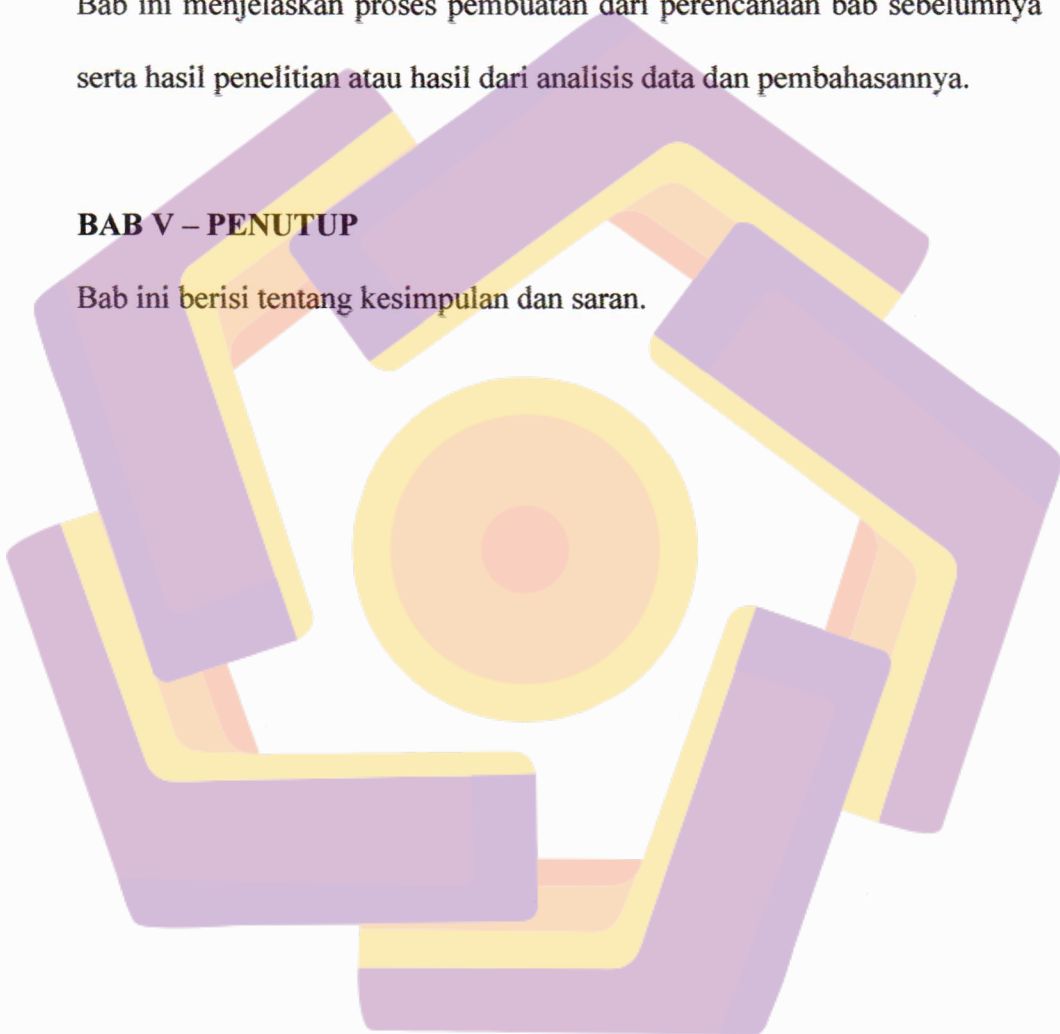 Bab ini menjelaskan proses pembuatan dari perencanaan bab sebelumnya
serta hasil penelitian atau hasil dari analisis data dan pembahasannya.
BAB V – PENUTUP
Bab ini berisi tentang kesimpulan dan saran.